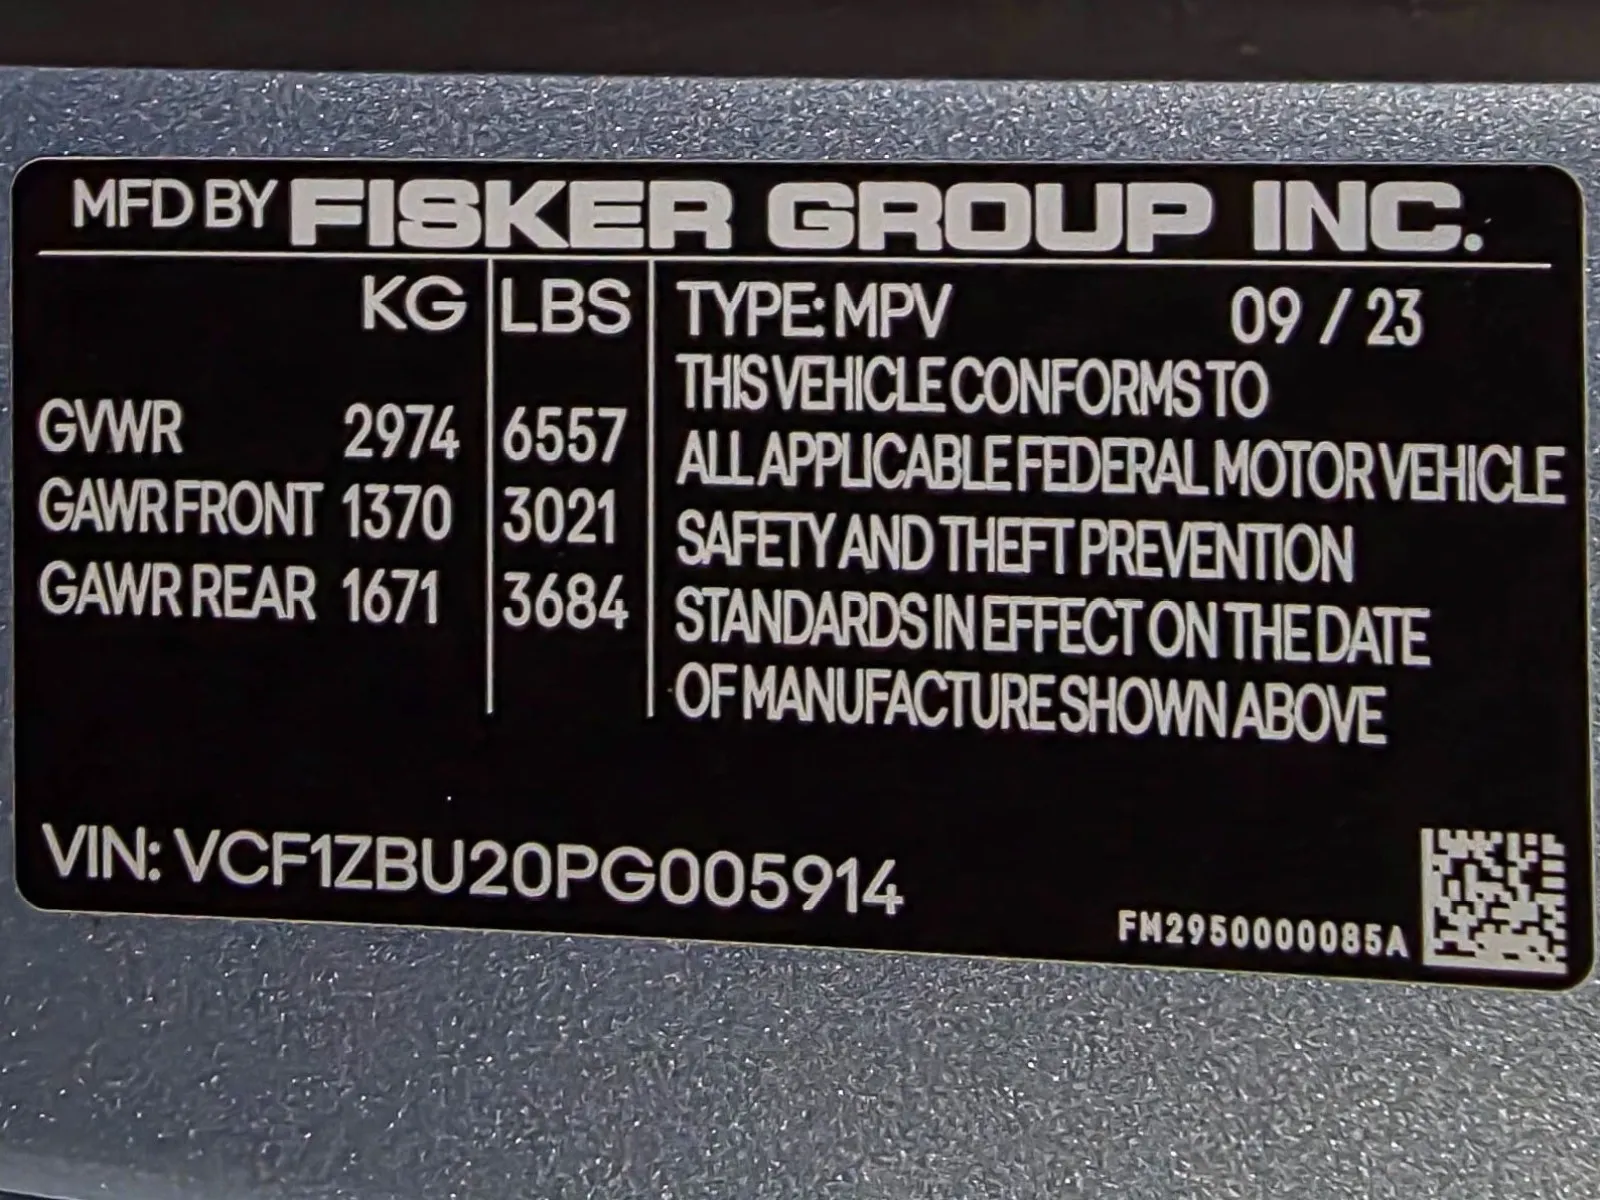 MFD BY FISKER GROUP INC.
KG LBS
GVWR 2974 6557
GAWR FRONT 1370 3021
GAWR REAR 1671 3684
TYPE: MPV 09 / 23
THIS VEHICLE CONFORMS TO
ALL APPLICABLE FEDERAL MOTOR VEHICLE
SAFETY AND THEFT PREVENTION
STANDARDS IN EFFECT ON THE DATE
OF MANUFACTURE SHOWN ABOVE
VIN: VCF1ZBU20PG005914
FM2950000085A